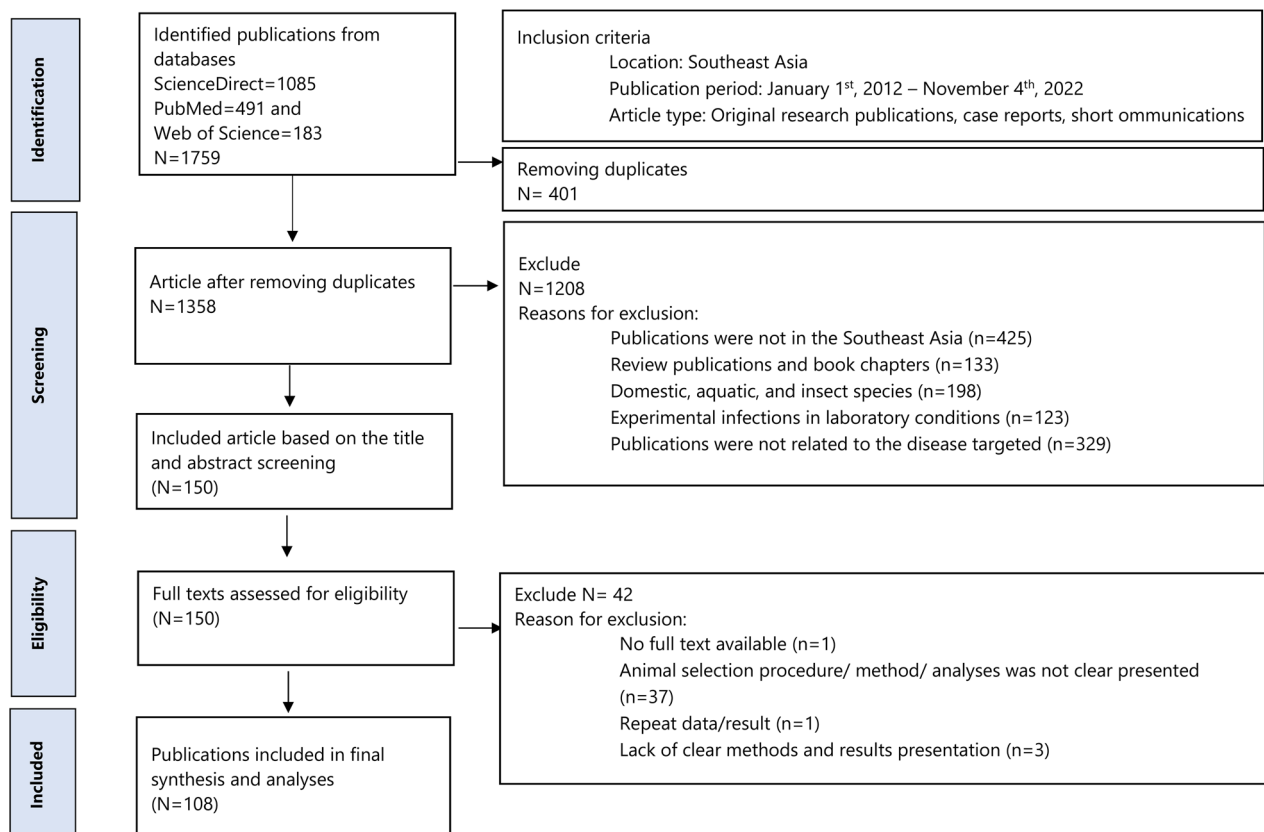 Identification
Identified publications from
databases
ScienceDirect=1085
PubMed=491 and
Web of Science=183
N=1759
Inclusion criteria
Location: Southeast Asia
Publication period: January 1st, 2012 – November 4th, 2022
Article type: Original research publications, case reports, short ommunications
Removing duplicates
N= 401
Screening
Article after removing duplicates
N=1358
Exclude
N=1208
Reasons for exclusion:
Publications were not in the Southeast Asia (n=425)
Review publications and book chapters (n=133)
Domestic, aquatic, and insect species (n=198)
Experimental infections in laboratory conditions (n=123)
Publications were not related to the disease targeted (n=329)
Included article based on the title
and abstract screening
(N=150)
Eligibility
Full texts assessed for eligibility
(N=150)
Exclude N= 42
Reason for exclusion:
No full text available (n=1)
Animal selection procedure/ method/ analyses was not clear presented
(n=37)
Repeat data/result (n=1)
Lack of clear methods and results presentation (n=3)
Included
Publications included in final
synthesis and analyses
(N=108)